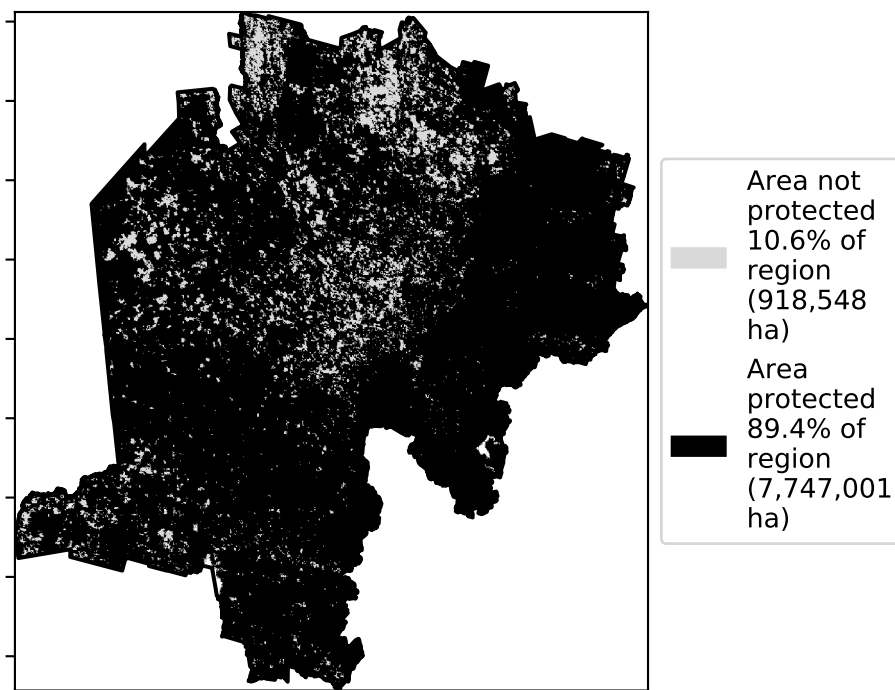 Area not
protected
10.6% of
region
(918,548
ha)
Area
protected
89.4% of
region
(7,747,001
ha)